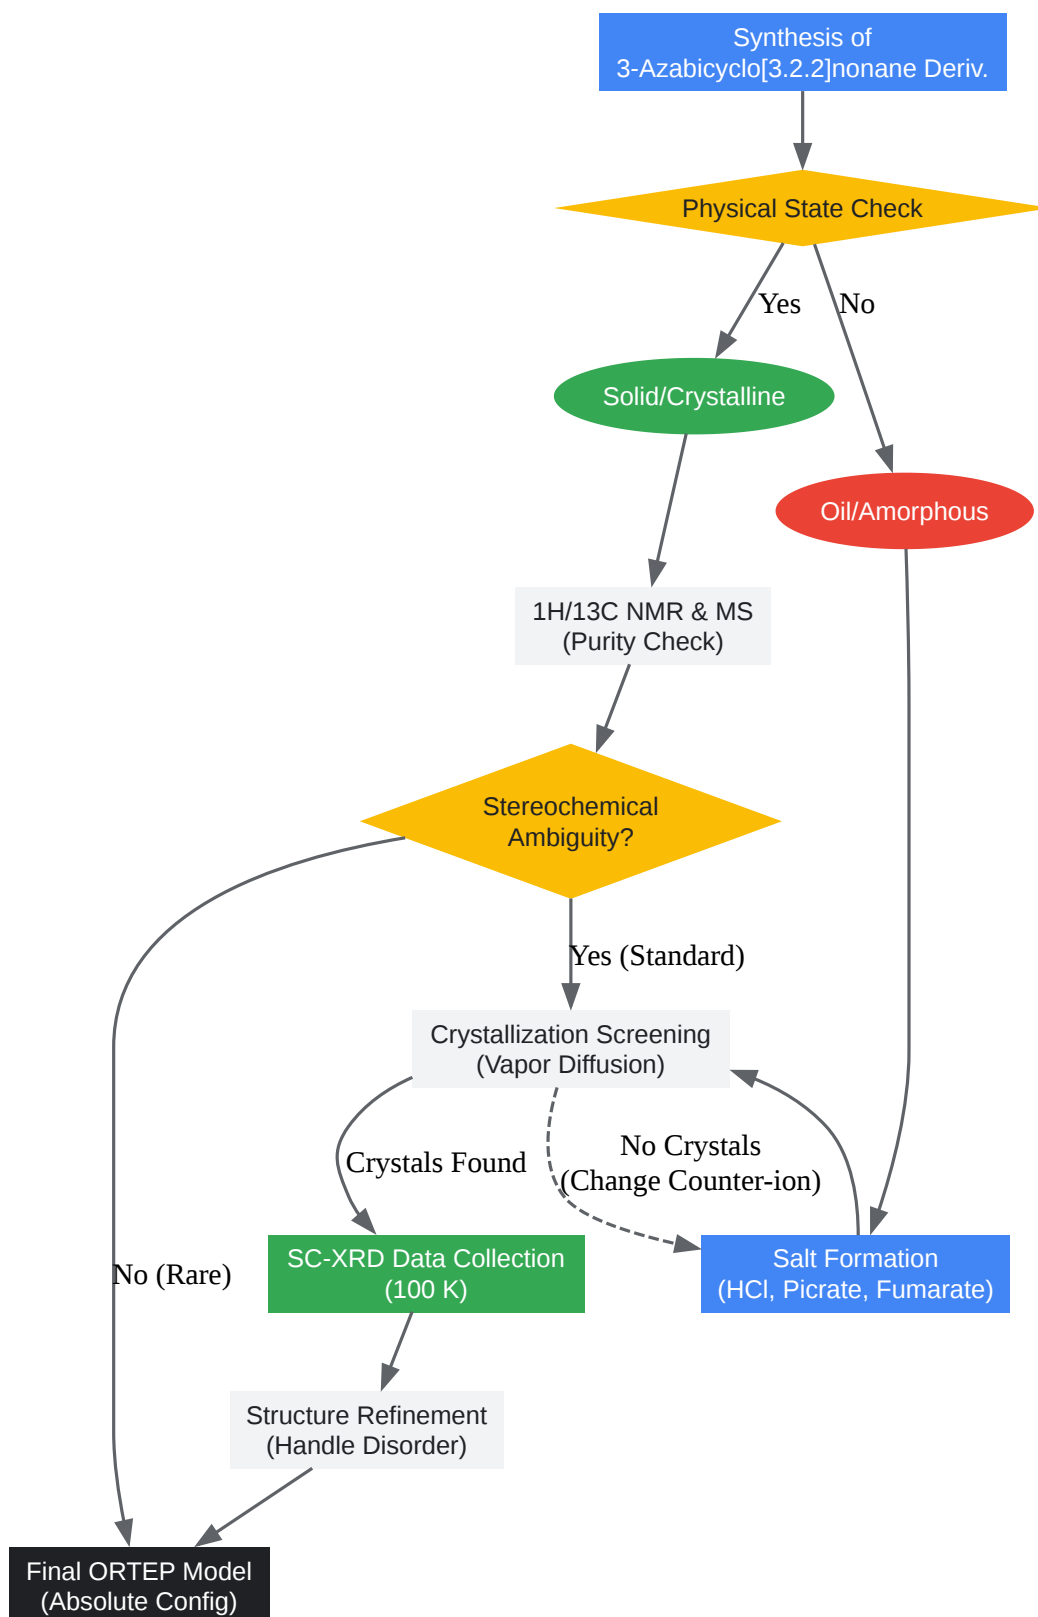 Synthesis of
3-Azabicyclo[3.2.2]nonane Deriv.
Physical State Check
Yes
No
Solid/Crystalline
Oil/Amorphous
1H/13C NMR & MS
(Purity Check)
Stereochemical
Ambiguity?
Yes (Standard)
Crystallization Screening
(Vapor Diffusion)
No Crystals
(Change Counter-ion)
Crystals Found
SC-XRD Data Collection
(100 K)
Salt Formation
(HCl, Picrate, Fumarate)
No (Rare)
Structure Refinement
(Handle Disorder)
Final ORTEP Model
(Absolute Config)